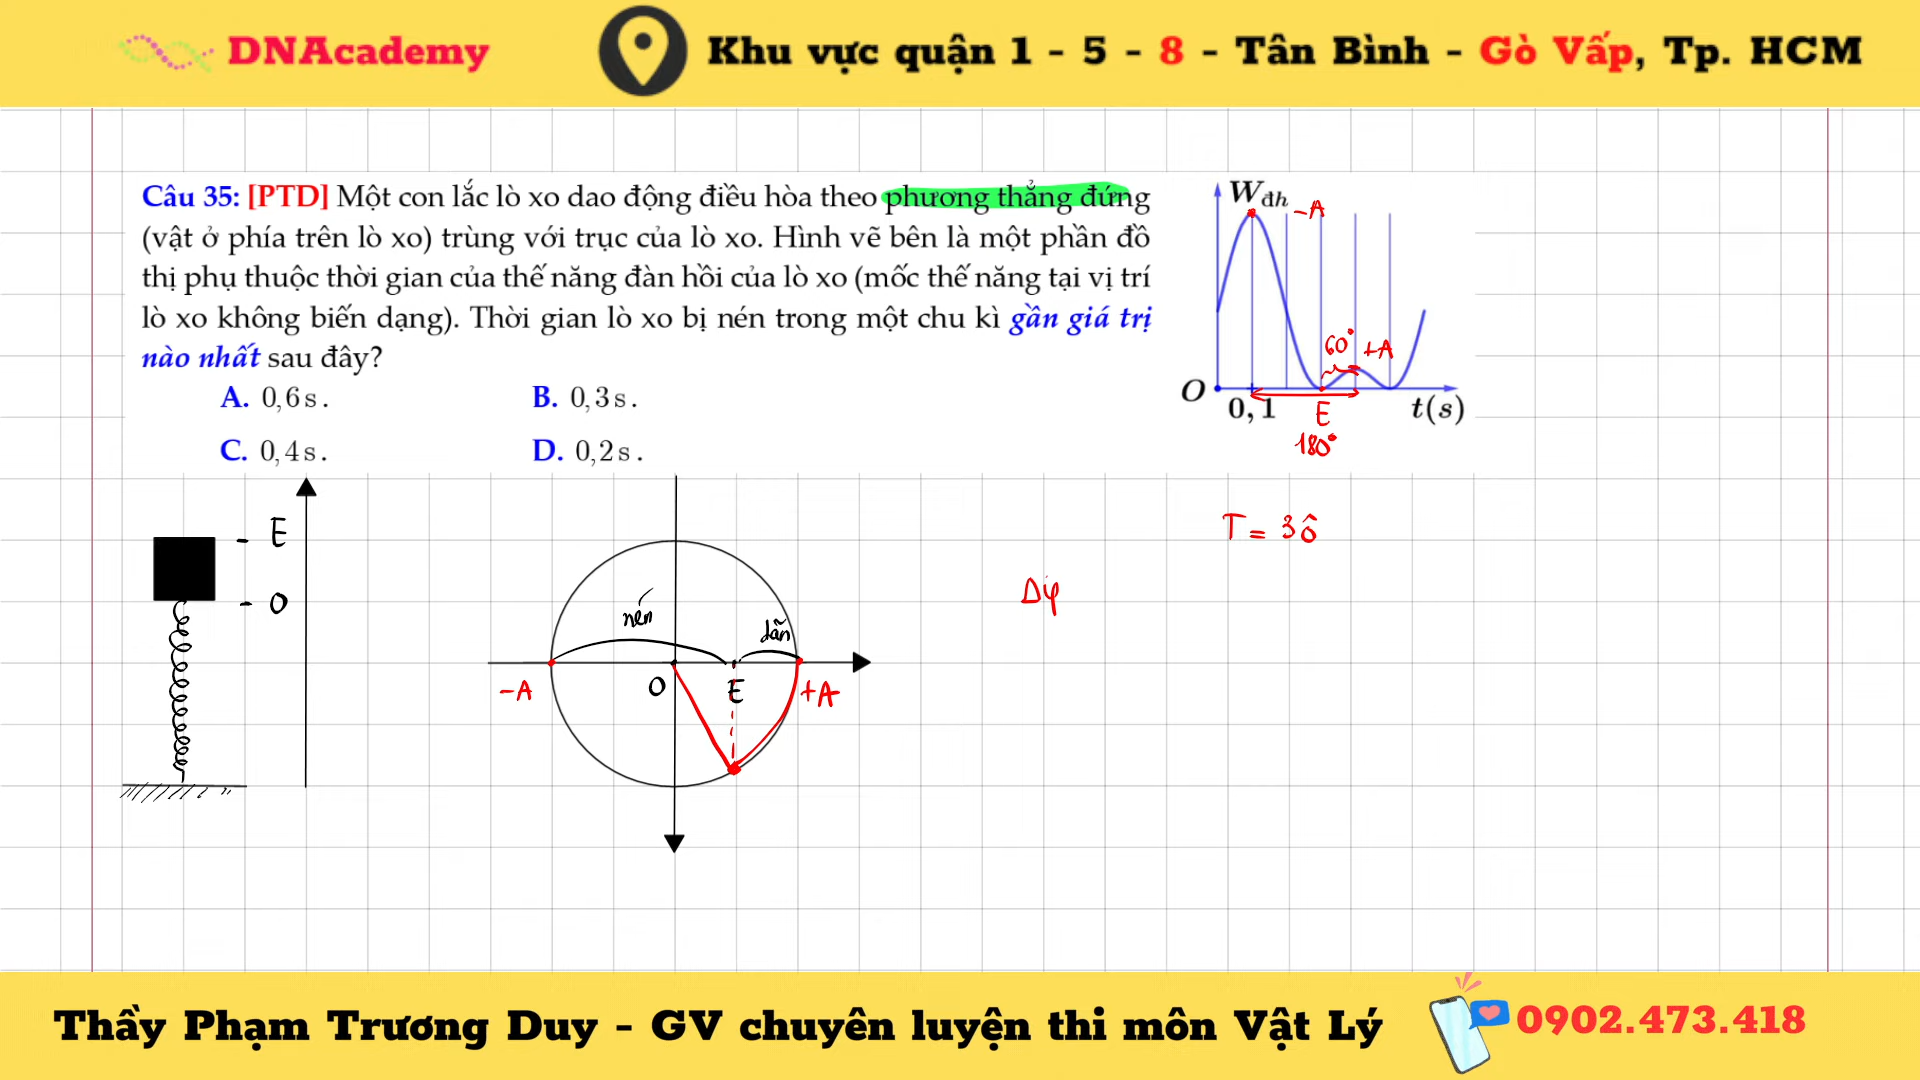 DNAcademy
Khu vực quận 1 - 5 - 8 - Tân Bình - Gò Vấp, Tp. HCM
Câu 35: [PTD] Một con lắc lò xo dao động điều hòa theo phương thẳng đứng
(vật ở phía trên lò xo) trùng với trục của lò xo. Hình vẽ bên là một phần đồ
thị phụ thuộc thời gian của thế năng đàn hồi của lò xo (mốc thế năng tại vị trí
lò xo không biến dạng). Thời gian lò xo bị nén trong một chu kì gần giá trị
nào nhất sau đây?
A. 0,6 s.
B. 0,3 s.
C. 0,4 s.
D. 0,2 s.
Wđh
-A
60°
+A
O
0,1
E
t(s)
180°
E
O
T = 3 ô
Δφ
nén
dãn
-A
O
E
+A
Thầy Phạm Trương Duy - GV chuyên luyện thi môn Vật Lý
0902.473.418